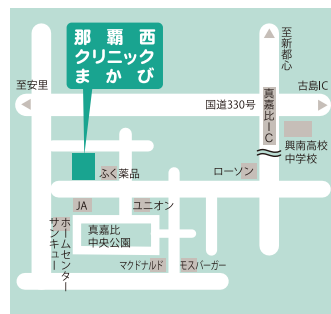 那覇西
クリニック
まかび
至新都心
至安里
古島IC
国道330号
真嘉比IC
興南高校
中学校
ふく薬品
ローソン
JA
ユニオン
ホームセンター
サンキュー
真嘉比
中央公園
マクドナルド
モスバーガー